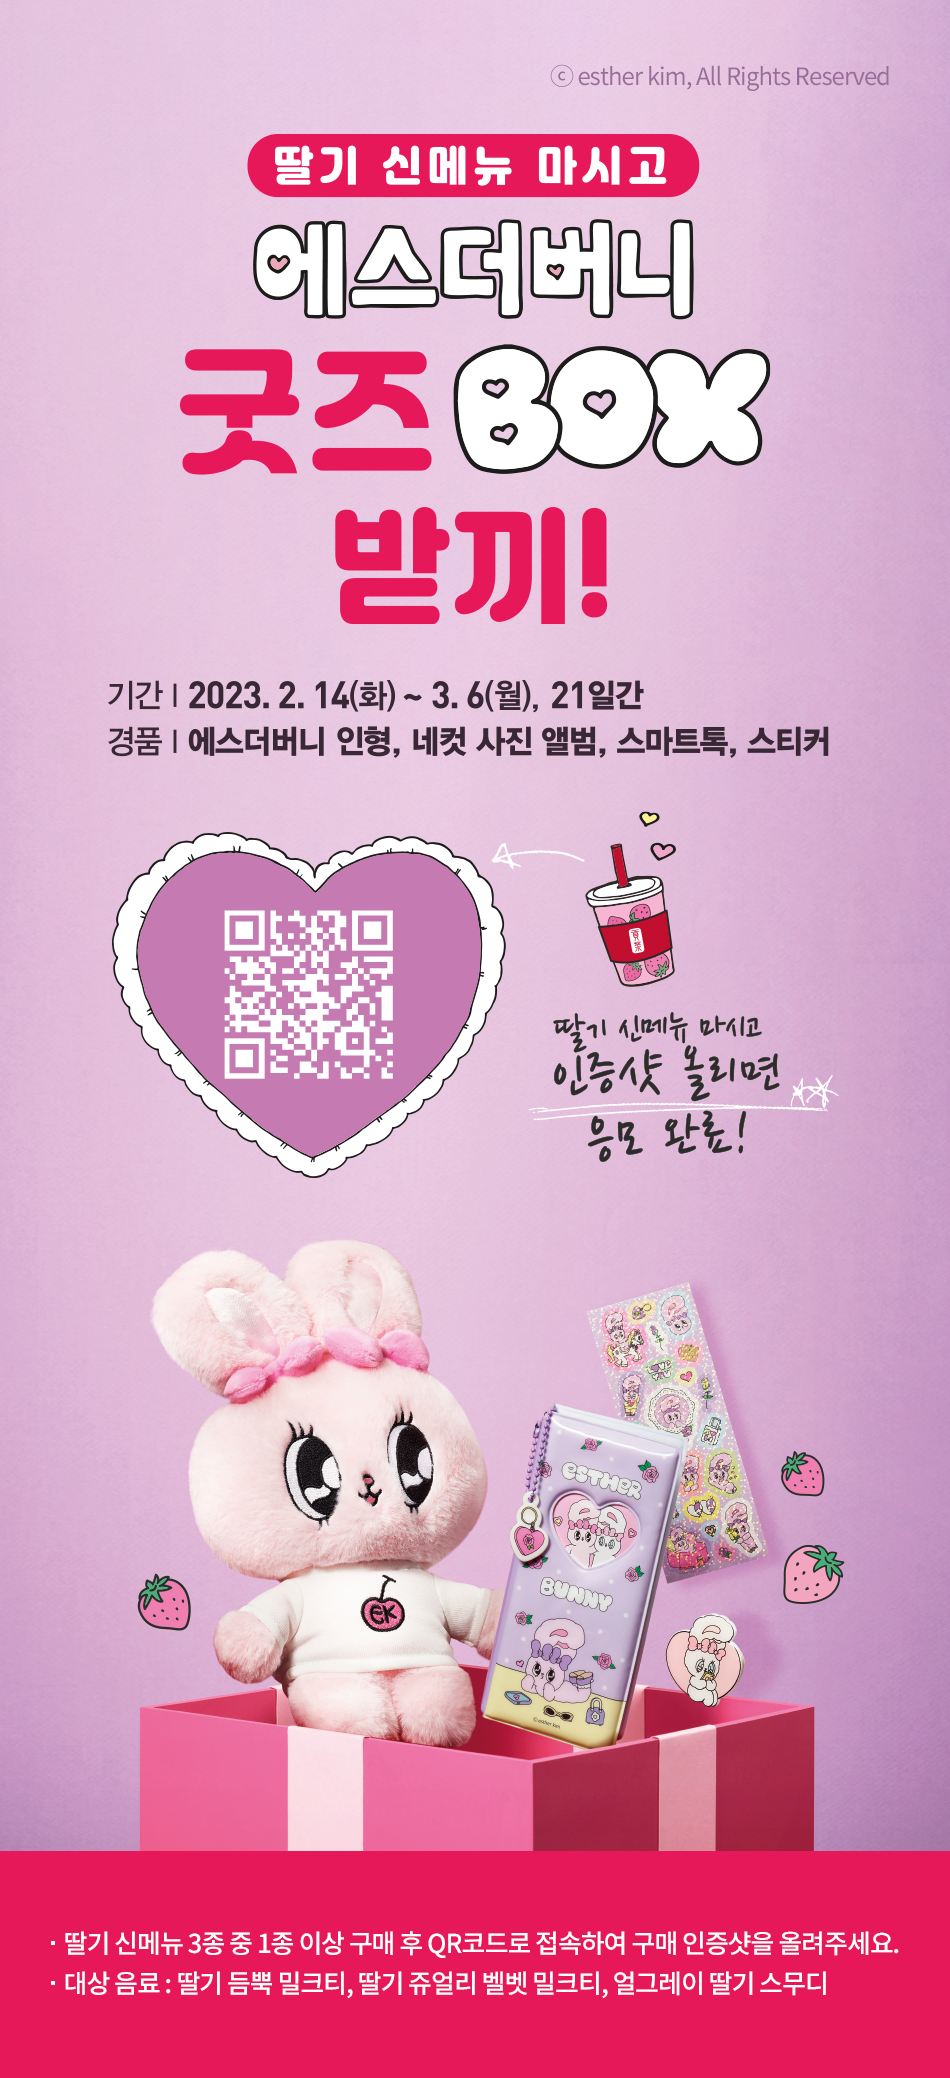 ⓒ esther kim, All Rights Reserved
딸기 신메뉴 마시고
에스더버니
굿즈 BOX
받끼!
기간 | 2023. 2. 14(화) ~ 3. 6(월), 21일간
경품 | 에스더버니 인형, 네컷 사진 앨범, 스마트톡, 스티커
딸기 신메뉴 마시고
인증샷 올리면
응모 완료!
ESTHER
BUNNY
ek
ⓒ esther kim
· 딸기 신메뉴 3종 중 1종 이상 구매 후 QR코드로 접속하여 구매 인증샷을 올려주세요.
· 대상 음료 : 딸기 듬뿍 밀크티, 딸기 쥬얼리 벨벳 밀크티, 얼그레이 딸기 스무디